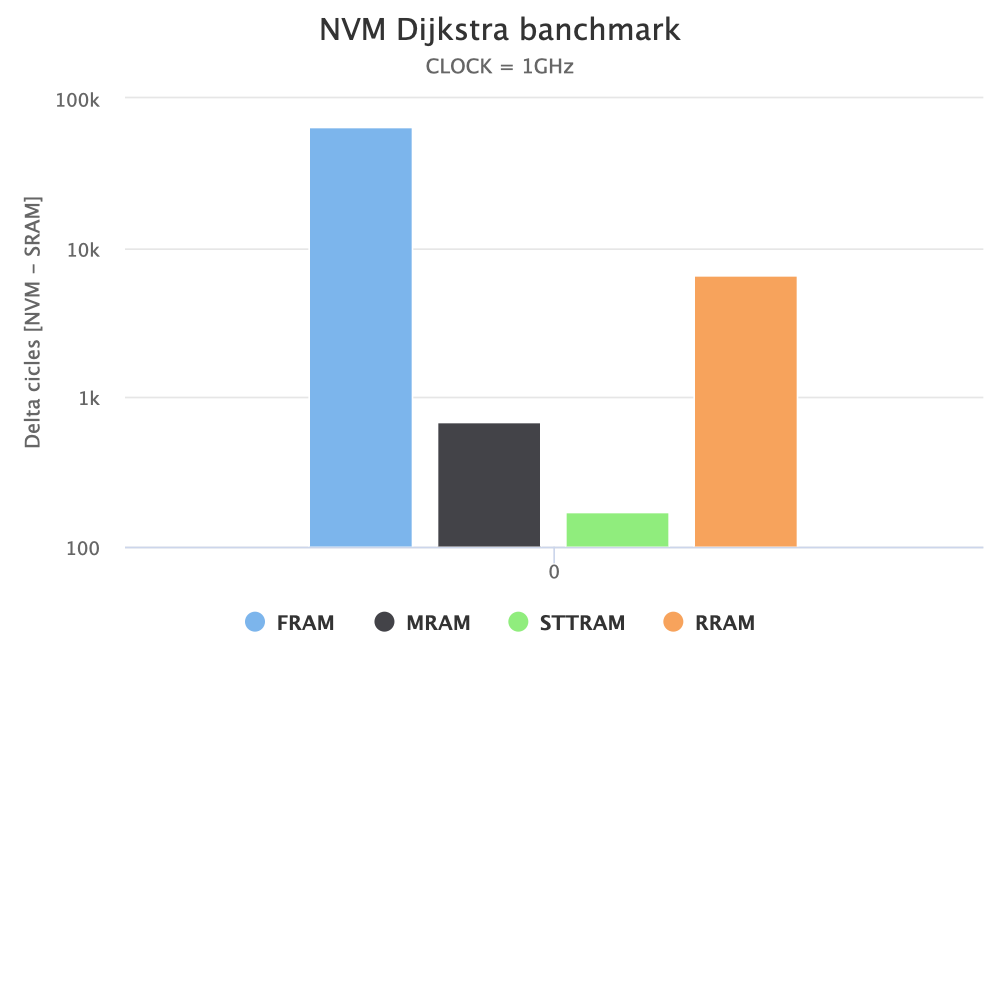 NVM Dijkstra banchmark
CLOCK = 1GHz
Delta cicles [NVM – SRAM]
100k
10k
1k
100
0
FRAM
MRAM
STTRAM
RRAM